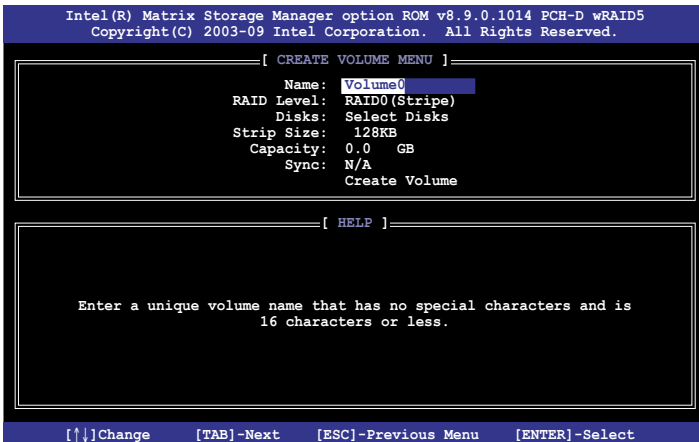 Intel(R) Matrix Storage Manager option ROM v8.9.0.1014 PCH-D wRAID5
Copyright(C) 2003-09 Intel Corporation. All Rights Reserved.
[ CREATE VOLUME MENU ]
Name: Volume0
RAID Level: RAID0(Stripe)
Disks: Select Disks
Strip Size: 128KB
Capacity: 0.0 GB
Sync: N/A
Create Volume
[ HELP ]
Enter a unique volume name that has no special characters and is
16 characters or less.
[↑↓]Change [TAB]-Next [ESC]-Previous Menu [ENTER]-Select